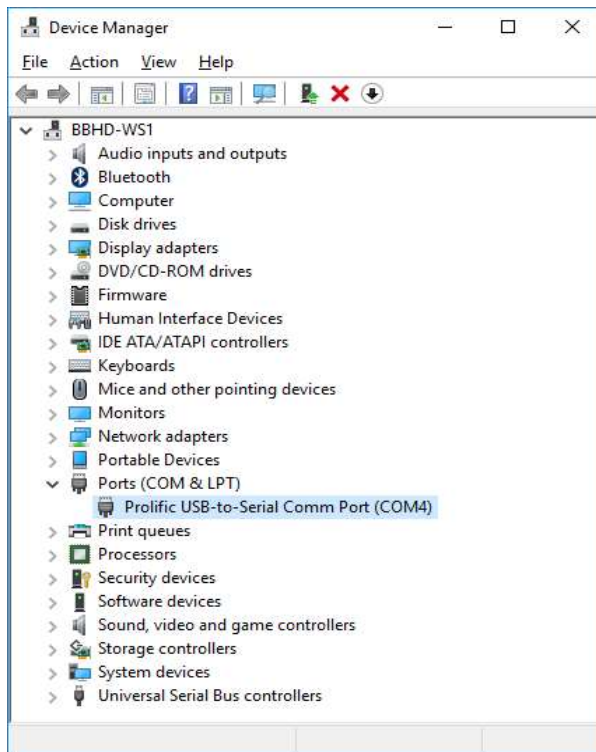 Device Manager
File Action View Help
BBHD-WS1
Audio inputs and outputs
Bluetooth
Computer
Disk drives
Display adapters
DVD/CD-ROM drives
Firmware
Human Interface Devices
IDE ATA/ATAPI controllers
Keyboards
Mice and other pointing devices
Monitors
Network adapters
Portable Devices
Ports (COM & LPT)
Prolific USB-to-Serial Comm Port (COM4)
Print queues
Processors
Security devices
Software devices
Sound, video and game controllers
Storage controllers
System devices
Universal Serial Bus controllers